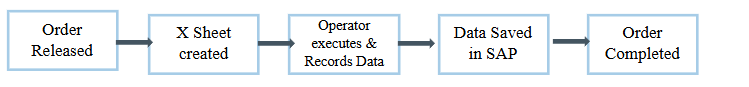 Order
Released
X Sheet
created
Operator
executes &
Records Data
Data Saved
in SAP
Order
Completed